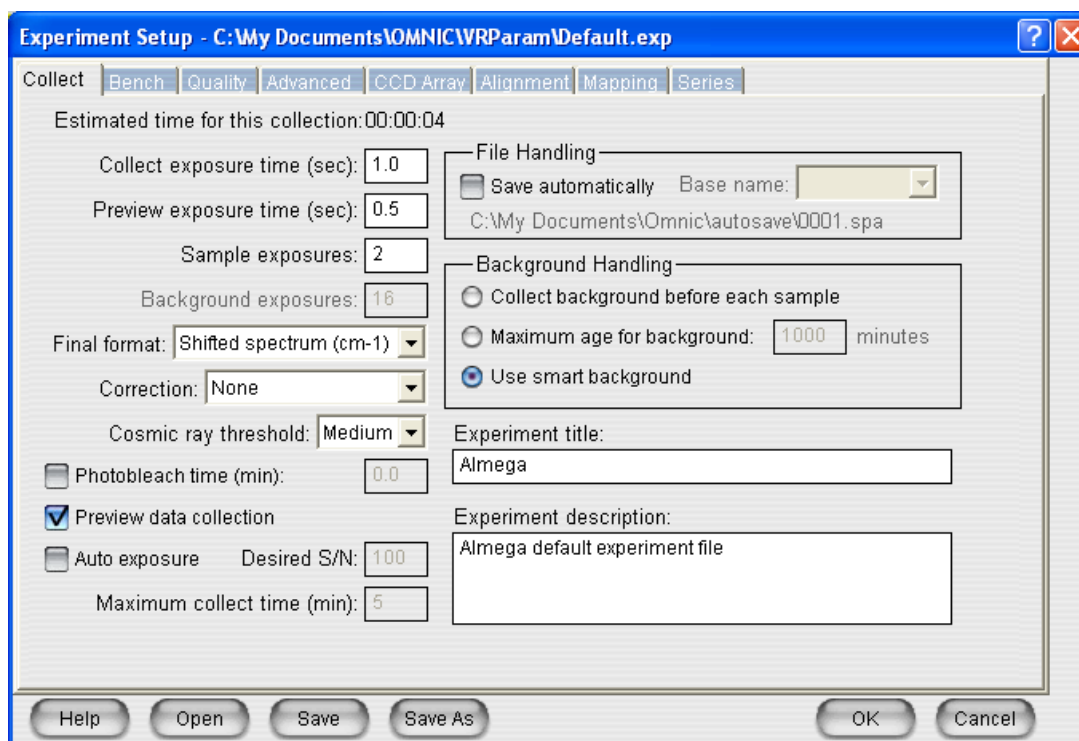 Experiment Setup - C:\My Documents\OMNIC\VRParam\Default.exp
Collect Bench Quality Advanced CCD Array Alignment Mapping Series
Estimated time for this collection:00:00:04
Collect exposure time (sec): 1.0
Preview exposure time (sec): 0.5
Sample exposures: 2
Background exposures: 16
Final format: Shifted spectrum (cm-1)
Correction: None
Cosmic ray threshold: Medium
Photobleach time (min): 0.0
Preview data collection
Auto exposure Desired S/N: 100
Maximum collect time (min): 5
File Handling
Save automatically Base name:
C:\My Documents\Omnic\autosave\0001.spa
Background Handling
Collect background before each sample
Maximum age for background: 1000 minutes
Use smart background
Experiment title:
Almega
Experiment description:
Almega default experiment file
Help Open Save Save As OK Cancel